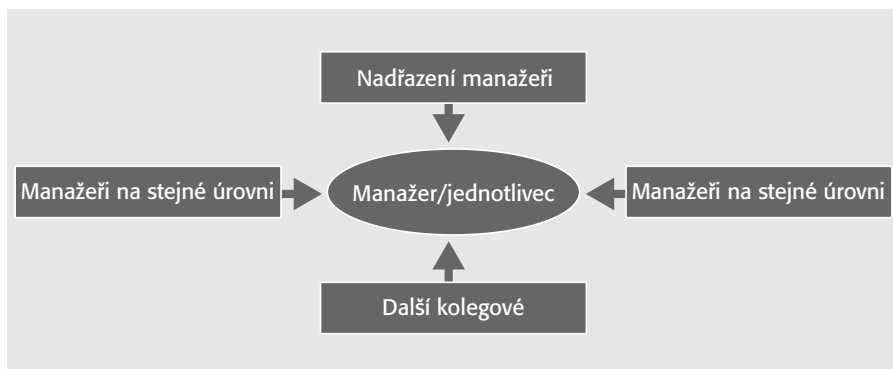 Nadřazení manažeři
Manažeři na stejné úrovni
Manažer/jednotlivec
Manažeři na stejné úrovni
Další kolegové